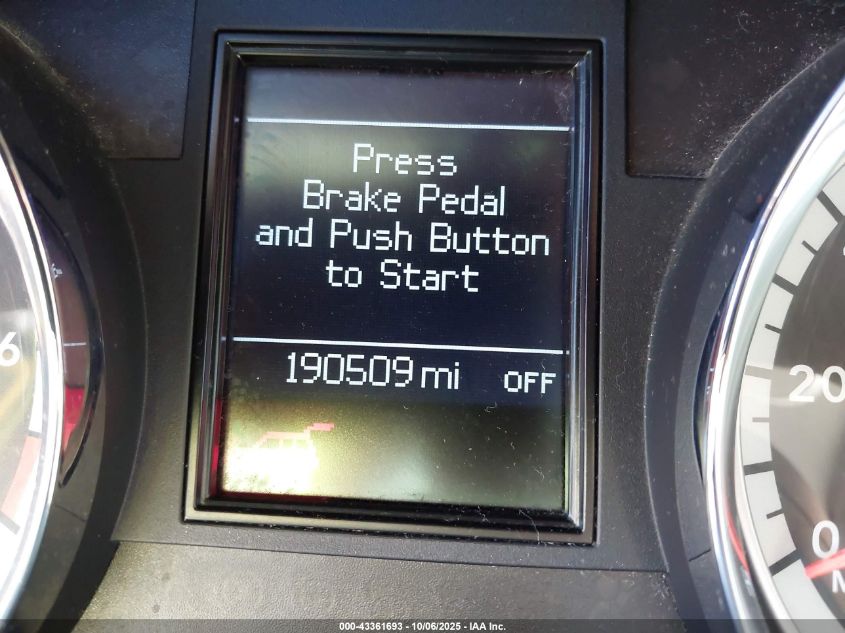 Press
Brake Pedal
and Push Button
to Start
190509 mi OFF
6
20
0
000-43361693 - 10/06/2025 - IAA Inc.